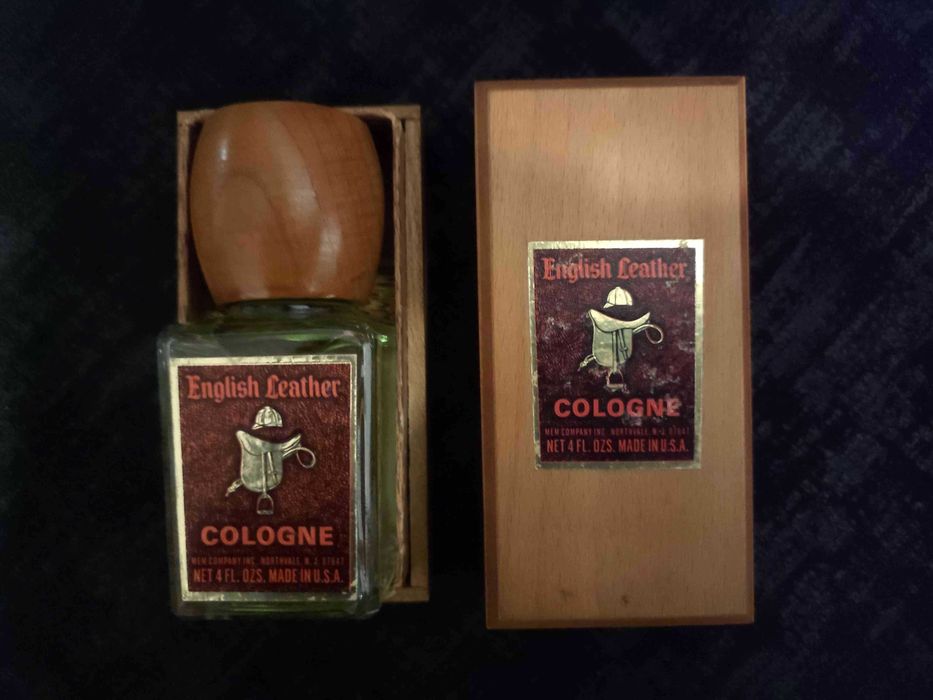 English Leather
COLOGNE
MEM COMPANY INC. NORTHVALE, N. J. 07647
NET 4 FL. OZS. MADE IN U.S.A.
English Leather
COLOGNE
MEM COMPANY INC. NORTHVALE, N. J. 07647
NET 4 FL. OZS. MADE IN U.S.A.